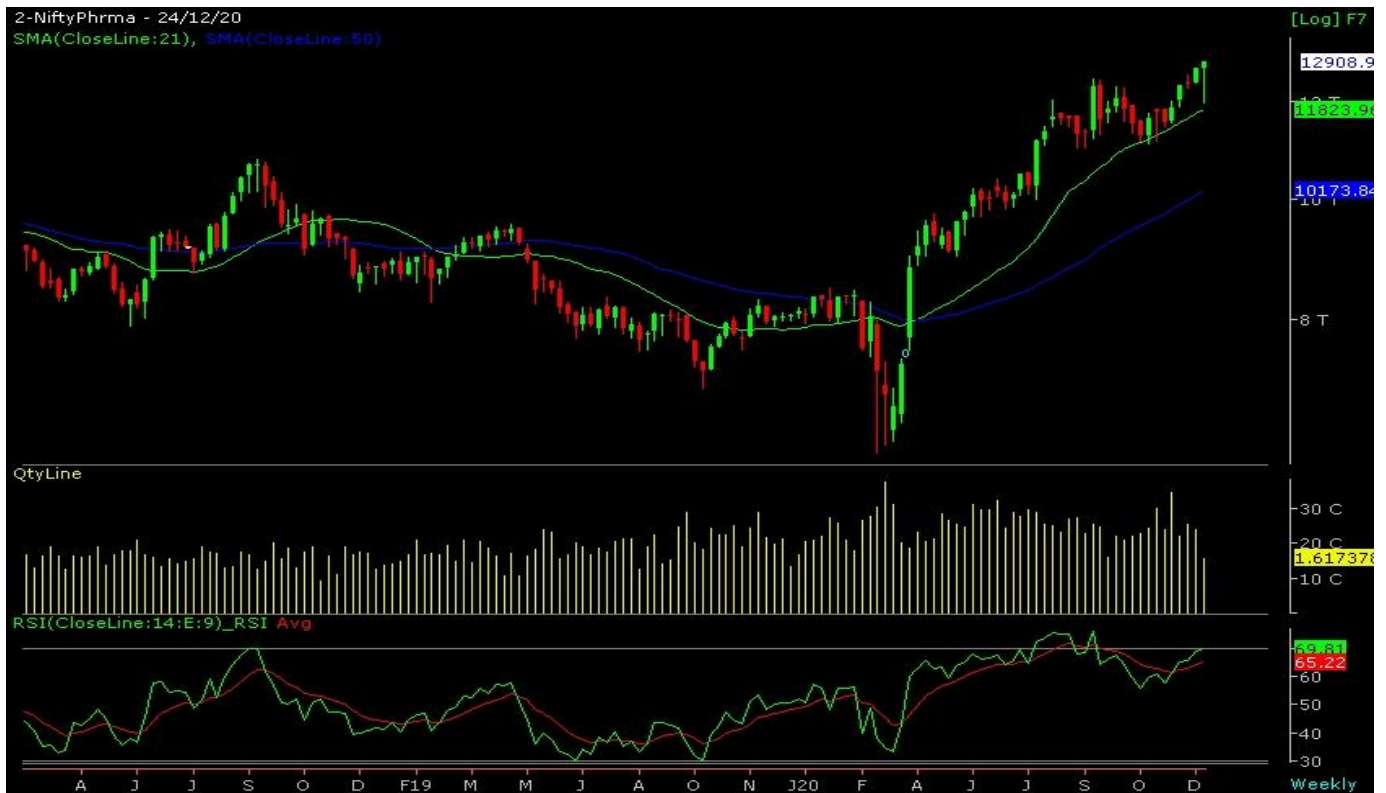 2-NiftyPhrma - 24/12/20
[Log] F7
SMA(CloseLine:21), SMA(CloseLine:50)
12908.9
11823.96
10173.84
8 T
QtyLine
30 C
20 C
1.617378
10 C
RSI(CloseLine:14:E:9)_RSI Avg
69.81
65.22
60
50
40
30
A J J S O D F19 M M J A O N J20 F A J J S O D
Weekly